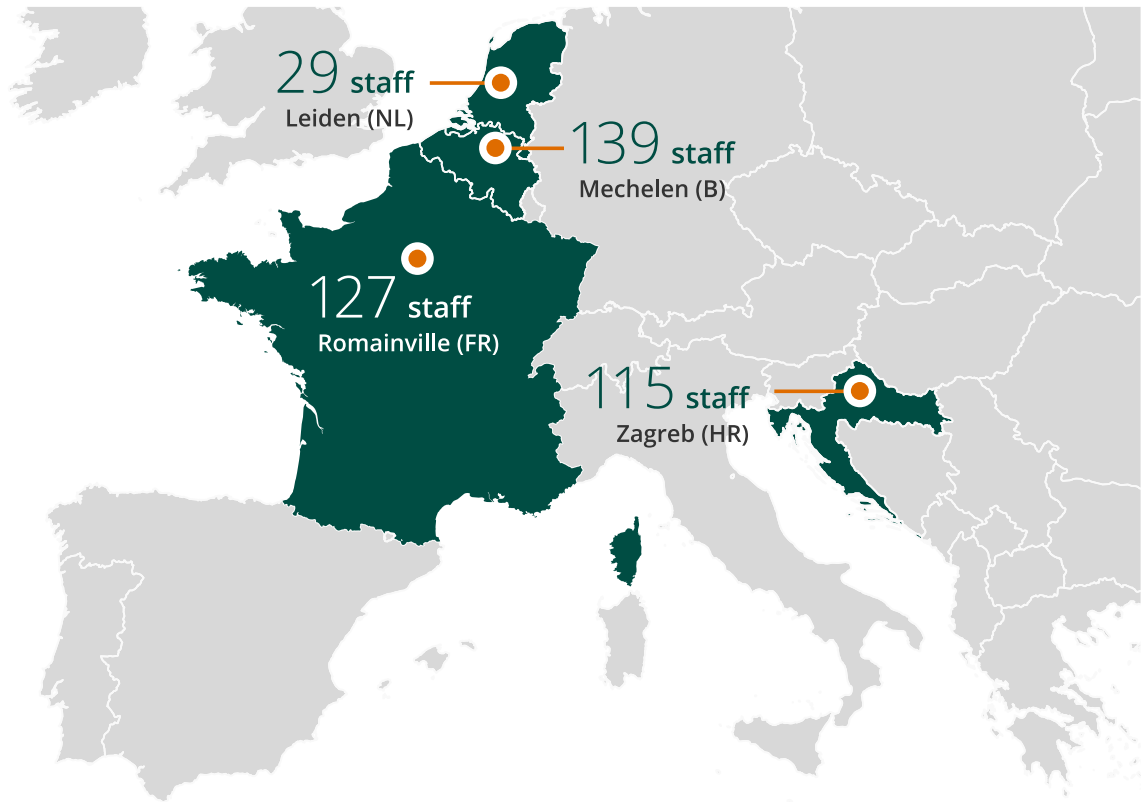 29 staff
Leiden (NL)
139 staff
Mechelen (B)
127 staff
Romainville (FR)
115 staff
Zagreb (HR)